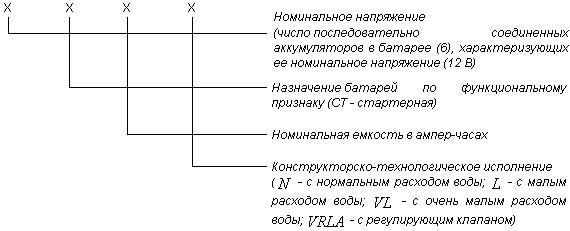 X X X X
Номинальное напряжение
(число последовательно соединенных
аккумуляторов в батарее (6), характеризующих
ее номинальное напряжение (12 В)
Назначение батарей по функциональному
признаку (СТ - стартерная)
Номинальная емкость в ампер-часах
Конструкторско-технологическое исполнение
( N - с нормальным расходом воды; L - с малым
расходом воды; VL - с очень малым расходом
воды; VRLA - с регулирующим клапаном)